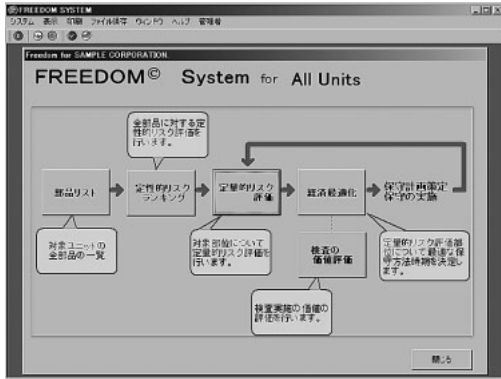 FREEDOM SYSTEM
システム 表示 印刷 ファイル保存 ウィンドウ ヘルプ 管理者
Freedom for SAMPLE CORPORATION
FREEDOM© System for All Units
全部品に対する定
性的リスク評価を
行います。
部品リスト
定性的リスク
ランキング
定量的リスク
評価
経済最適化
保守計画策定
保守の実施
対象ユニットの
全部品の一覧
対象部位について
定量的リスク評価を
行います。
検査の
価値評価
定量的リスク評価部
位について最適な保
守方法時期を決定し
ます。
検査実施の価値の
評価を行います。
閉じる